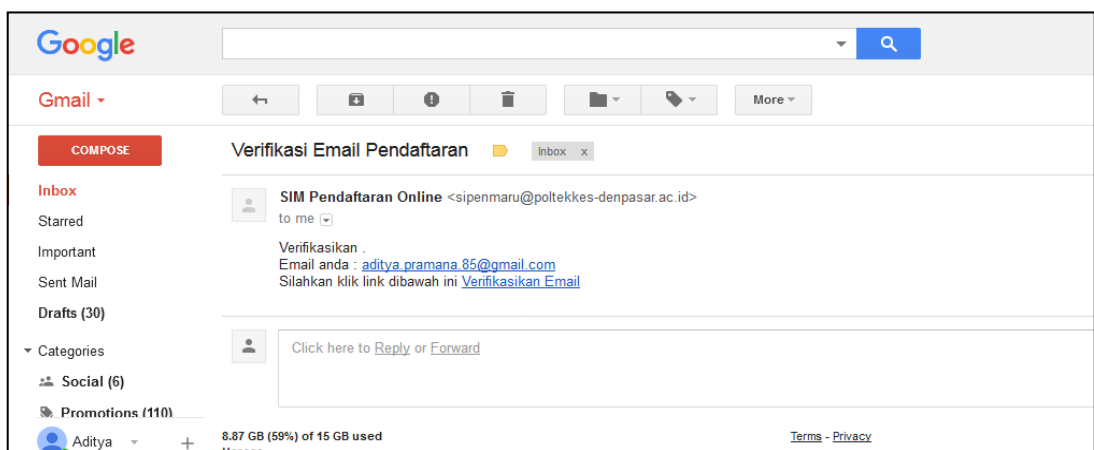 Google
Gmail
More
COMPOSE
Verifikasi Email Pendaftaran
Inbox x
Inbox
Starred
Important
Sent Mail
Drafts (30)
Categories
Social (6)
Promotions (110)
Aditya
SIM Pendaftaran Online <sipenmaru@poltekkes-denpasar.ac.id>
to me
Verifikasikan .
Email anda : aditya.pramana.85@gmail.com
Silahkan klik link dibawah ini Verifikasikan Email
Click here to Reply or Forward
8.87 GB (59%) of 15 GB used
Terms - Privacy